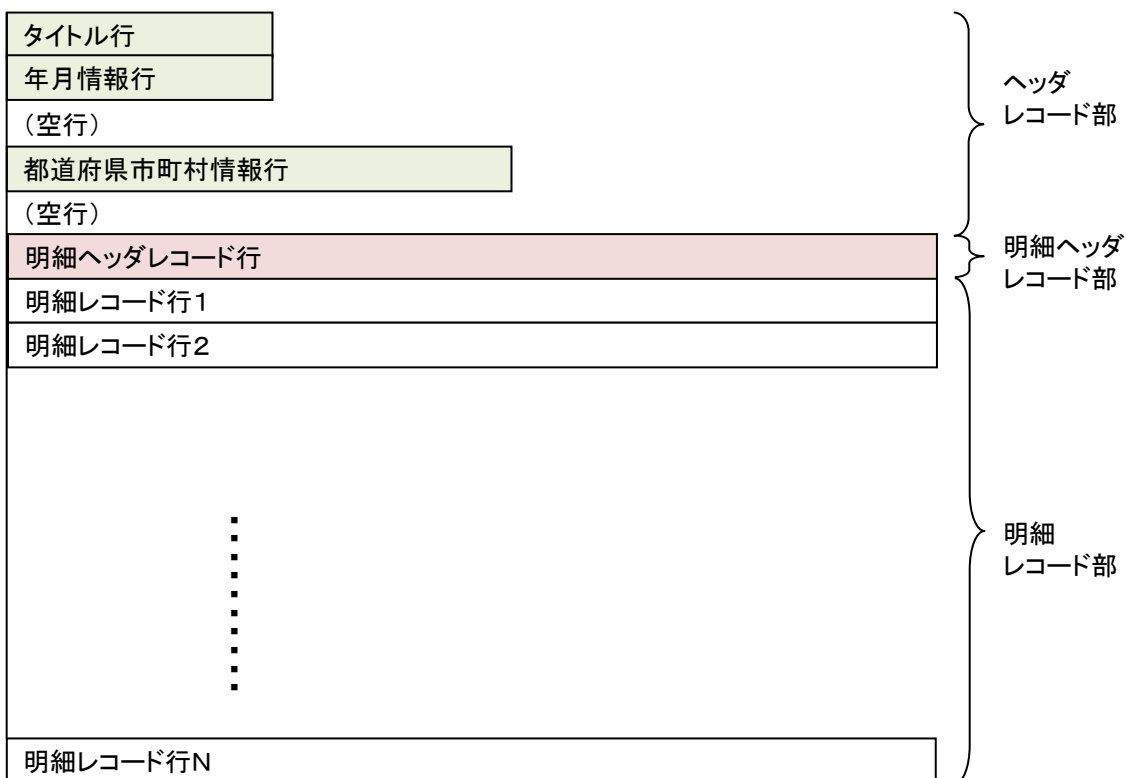 タイトル行
年月情報行
(空行)
都道府県市町村情報行
(空行)
明細ヘッダレコード行
明細レコード行1
明細レコード行2
明細レコード行N
ヘッダ
レコード部
明細ヘッダ
レコード部
明細
レコード部